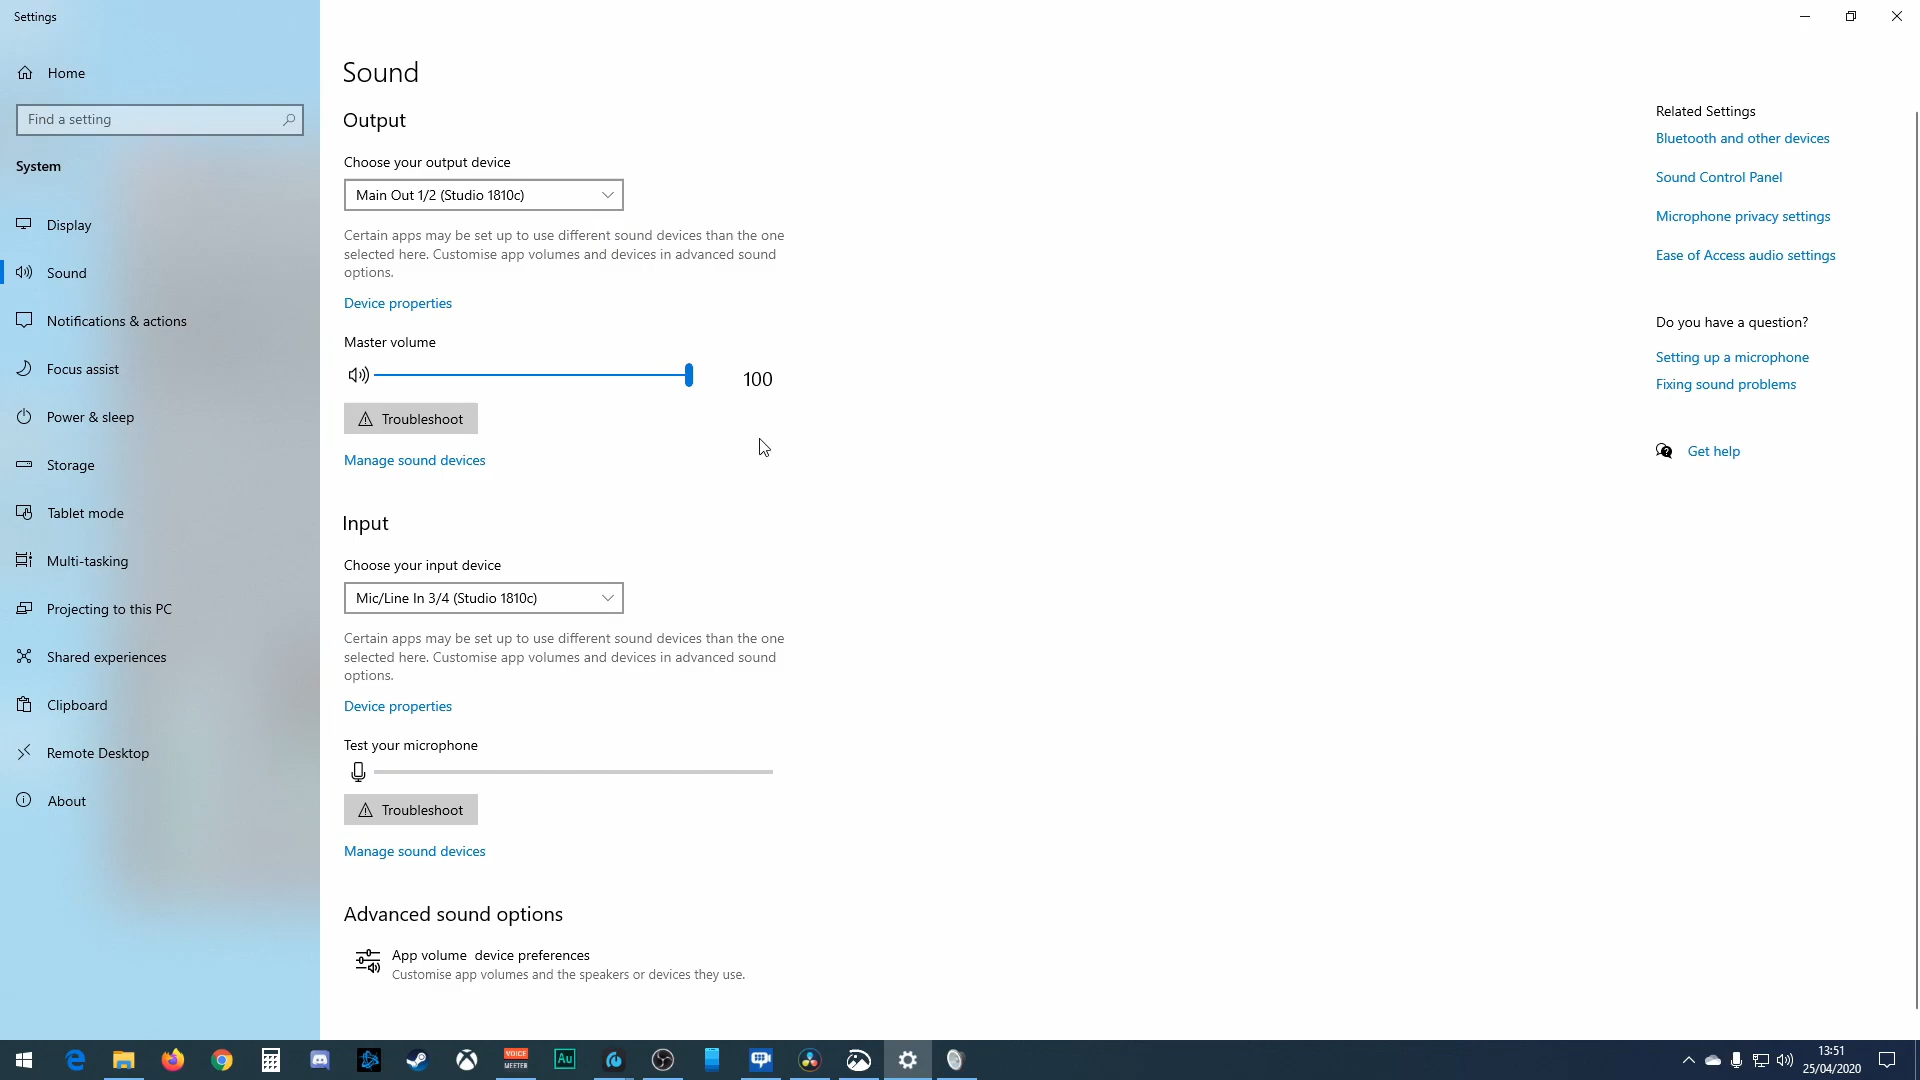 Settings
Home
Find a setting
System
Display
Sound
Notifications & actions
Focus assist
Power & sleep
Storage
Tablet mode
Multi-tasking
Projecting to this PC
Shared experiences
Clipboard
Remote Desktop
About
Sound
Output
Choose your output device
Main Out 1/2 (Studio 1810c)
Certain apps may be set up to use different sound devices than the one
selected here. Customise app volumes and devices in advanced sound
options.
Device properties
Master volume
100
Troubleshoot
Manage sound devices
Input
Choose your input device
Mic/Line In 3/4 (Studio 1810c)
Certain apps may be set up to use different sound devices than the one
selected here. Customise app volumes and devices in advanced sound
options.
Device properties
Test your microphone
Troubleshoot
Manage sound devices
Advanced sound options
App volume device preferences
Customise app volumes and the speakers or devices they use.
Related Settings
Bluetooth and other devices
Sound Control Panel
Microphone privacy settings
Ease of Access audio settings
Do you have a question?
Setting up a microphone
Fixing sound problems
Get help
VOICE
MEETER
Au
13:51
25/04/2020